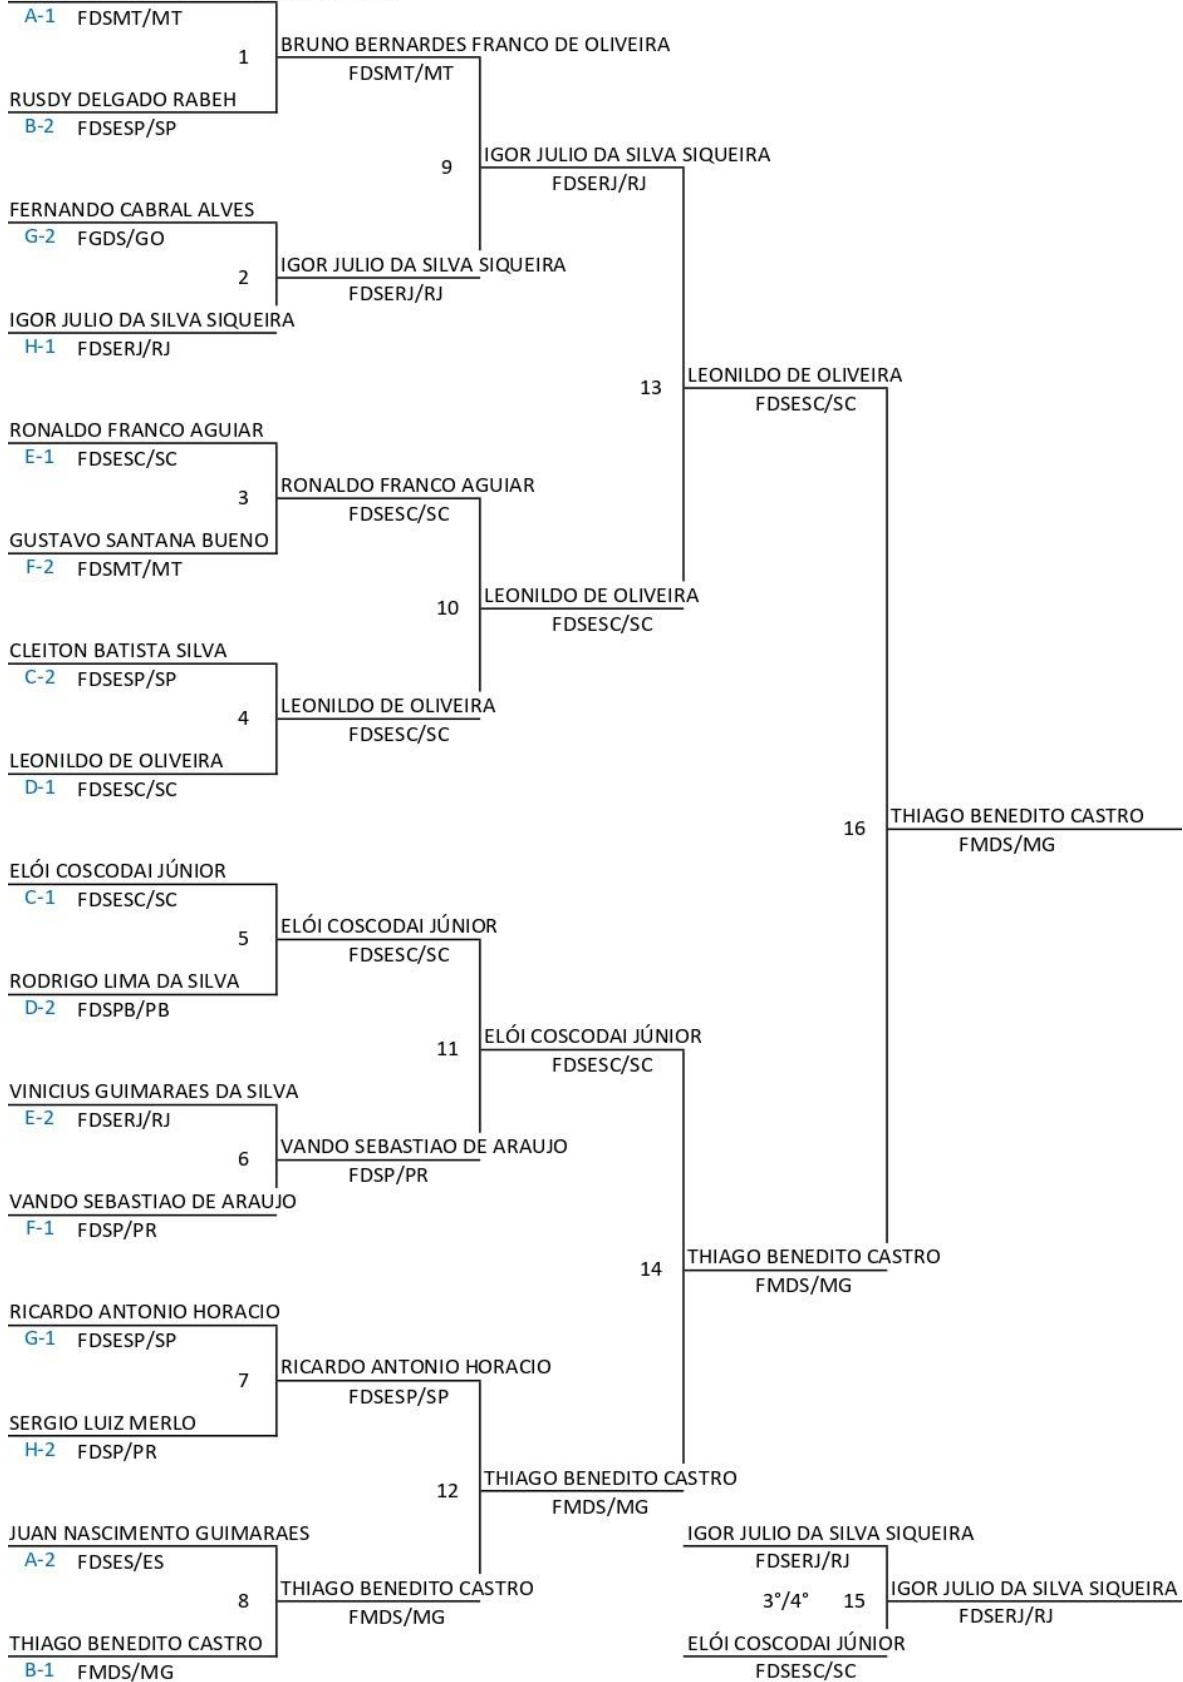 A-1 FDSMT/MT
1 BRUNO BERNARDES FRANCO DE OLIVEIRA
FDSMT/MT
RUSDY DELGADO RABEH
B-2 FDSESP/SP
9 IGOR JULIO DA SILVA SIQUEIRA
FDSERJ/RJ
FERNANDO CABRAL ALVES
G-2 FGDS/GO
2 IGOR JULIO DA SILVA SIQUEIRA
FDSERJ/RJ
IGOR JULIO DA SILVA SIQUEIRA
H-1 FDSERJ/RJ
13 LEONILDO DE OLIVEIRA
FDSESC/SC
RONALDO FRANCO AGUIAR
E-1 FDSESC/SC
3 RONALDO FRANCO AGUIAR
FDSESC/SC
GUSTAVO SANTANA BUENO
F-2 FDSMT/MT
10 LEONILDO DE OLIVEIRA
FDSESC/SC
CLEITON BATISTA SILVA
C-2 FDSESP/SP
4 LEONILDO DE OLIVEIRA
FDSESC/SC
LEONILDO DE OLIVEIRA
D-1 FDSESC/SC
16 THIAGO BENEDITO CASTRO
FMDS/MG
ELÓI COSCODAI JÚNIOR
C-1 FDSESC/SC
5 ELÓI COSCODAI JÚNIOR
FDSESC/SC
RODRIGO LIMA DA SILVA
D-2 FDSPB/PB
11 ELÓI COSCODAI JÚNIOR
FDSESC/SC
VINICIUS GUIMARAES DA SILVA
E-2 FDSERJ/RJ
6 VANDO SEBASTIAO DE ARAUJO
FDSP/PR
VANDO SEBASTIAO DE ARAUJO
F-1 FDSP/PR
14 THIAGO BENEDITO CASTRO
FMDS/MG
RICARDO ANTONIO HORACIO
G-1 FDSESP/SP
7 RICARDO ANTONIO HORACIO
FDSESP/SP
SERGIO LUIZ MERLO
H-2 FDSP/PR
12 THIAGO BENEDITO CASTRO
FMDS/MG
JUAN NASCIMENTO GUIMARAES
A-2 FDSES/ES
8 THIAGO BENEDITO CASTRO
FMDS/MG
THIAGO BENEDITO CASTRO
B-1 FMDS/MG
IGOR JULIO DA SILVA SIQUEIRA
FDSERJ/RJ
3°/4° 15 IGOR JULIO DA SILVA SIQUEIRA
FDSERJ/RJ
ELÓI COSCODAI JÚNIOR
FDSESC/SC